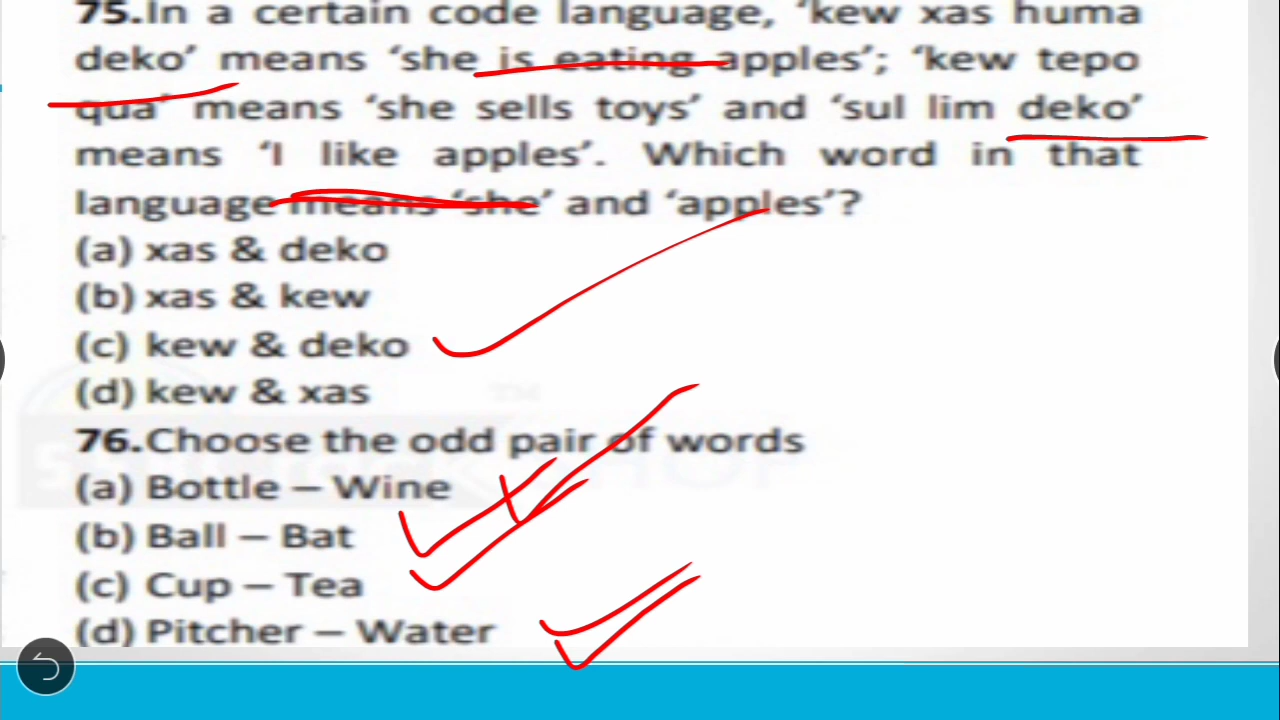 75.In a certain code language, ‘kew xas huma
deko’ means ‘she is eating apples’; ‘kew tepo
qua’ means ‘she sells toys’ and ‘sul lim deko’
means ‘I like apples’. Which word in that
language means ‘she’ and ‘apples’?
(a) xas & deko
(b) xas & kew
(c) kew & deko
(d) kew & xas
76.Choose the odd pair of words
(a) Bottle – Wine
(b) Ball – Bat
(c) Cup – Tea
(d) Pitcher – Water